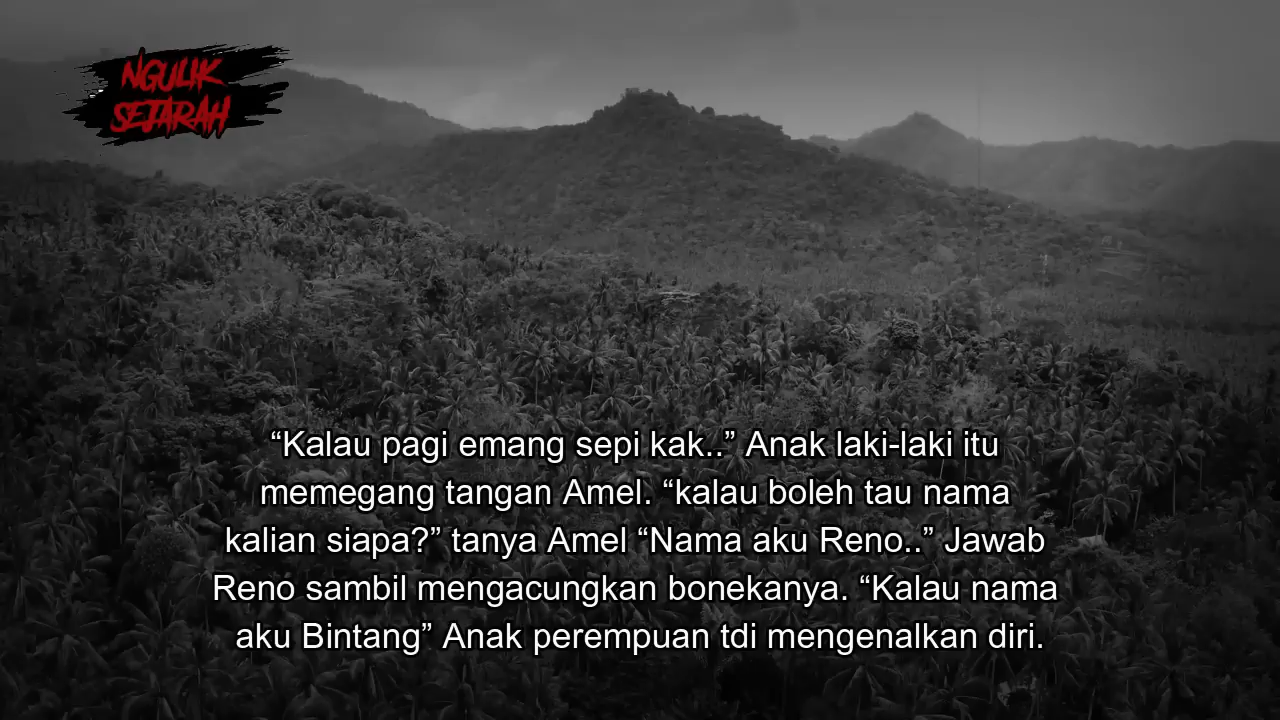 NGULIK
SEJARAH
“Kalau pagi emang sepi kak..” Anak laki-laki itu
memegang tangan Amel. “kalau boleh tau nama
kalian siapa?” tanya Amel “Nama aku Reno..” Jawab
Reno sambil mengacungkan bonekanya. “Kalau nama
aku Bintang” Anak perempuan tdi mengenalkan diri.